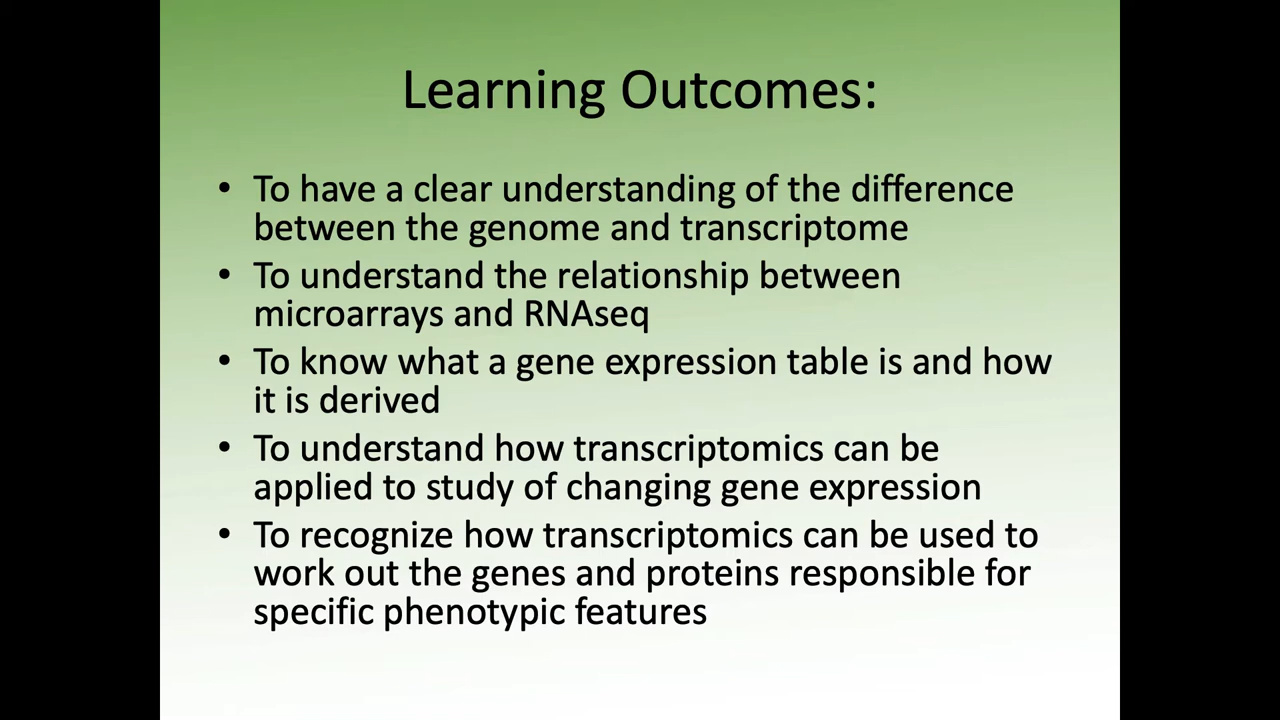 Learning Outcomes:
• To have a clear understanding of the difference
between the genome and transcriptome
• To understand the relationship between
microarrays and RNAseq
• To know what a gene expression table is and how
it is derived
• To understand how transcriptomics can be
applied to study of changing gene expression
• To recognize how transcriptomics can be used to
work out the genes and proteins responsible for
specific phenotypic features